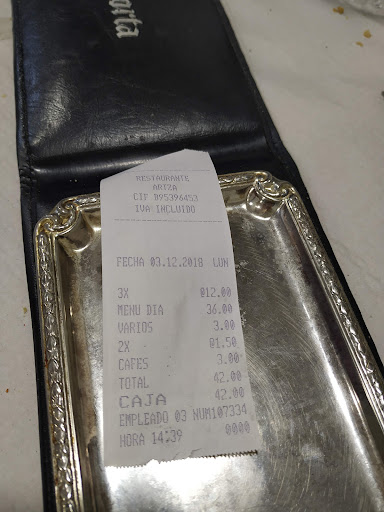 orta
RESTAURANTE
ARTZA
CIF B95396453
IVA INCLUIDO
FECHA 03.12.2018 LUN
3X @12.00
MENU DIA 36.00
VARIOS 3.00
2X @1.50
CAFES 3.00
TOTAL 42.00
CAJA 42.00
EMPLEADO 03 NUM107334
HORA 14:39 0000